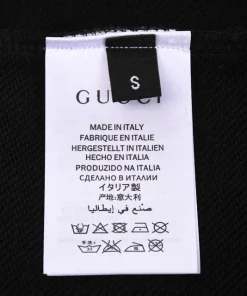 S
GUCCI
MADE IN ITALY
FABRIQUE EN ITALIE
HERGESTELLT IN ITALIEN
HECHO EN ITALIA
PRODUZIDO NA ITALIA
СДЕЛАНО В ИТАЛИИ
イタリア製
产地:意大利
صنع في إيطاليا